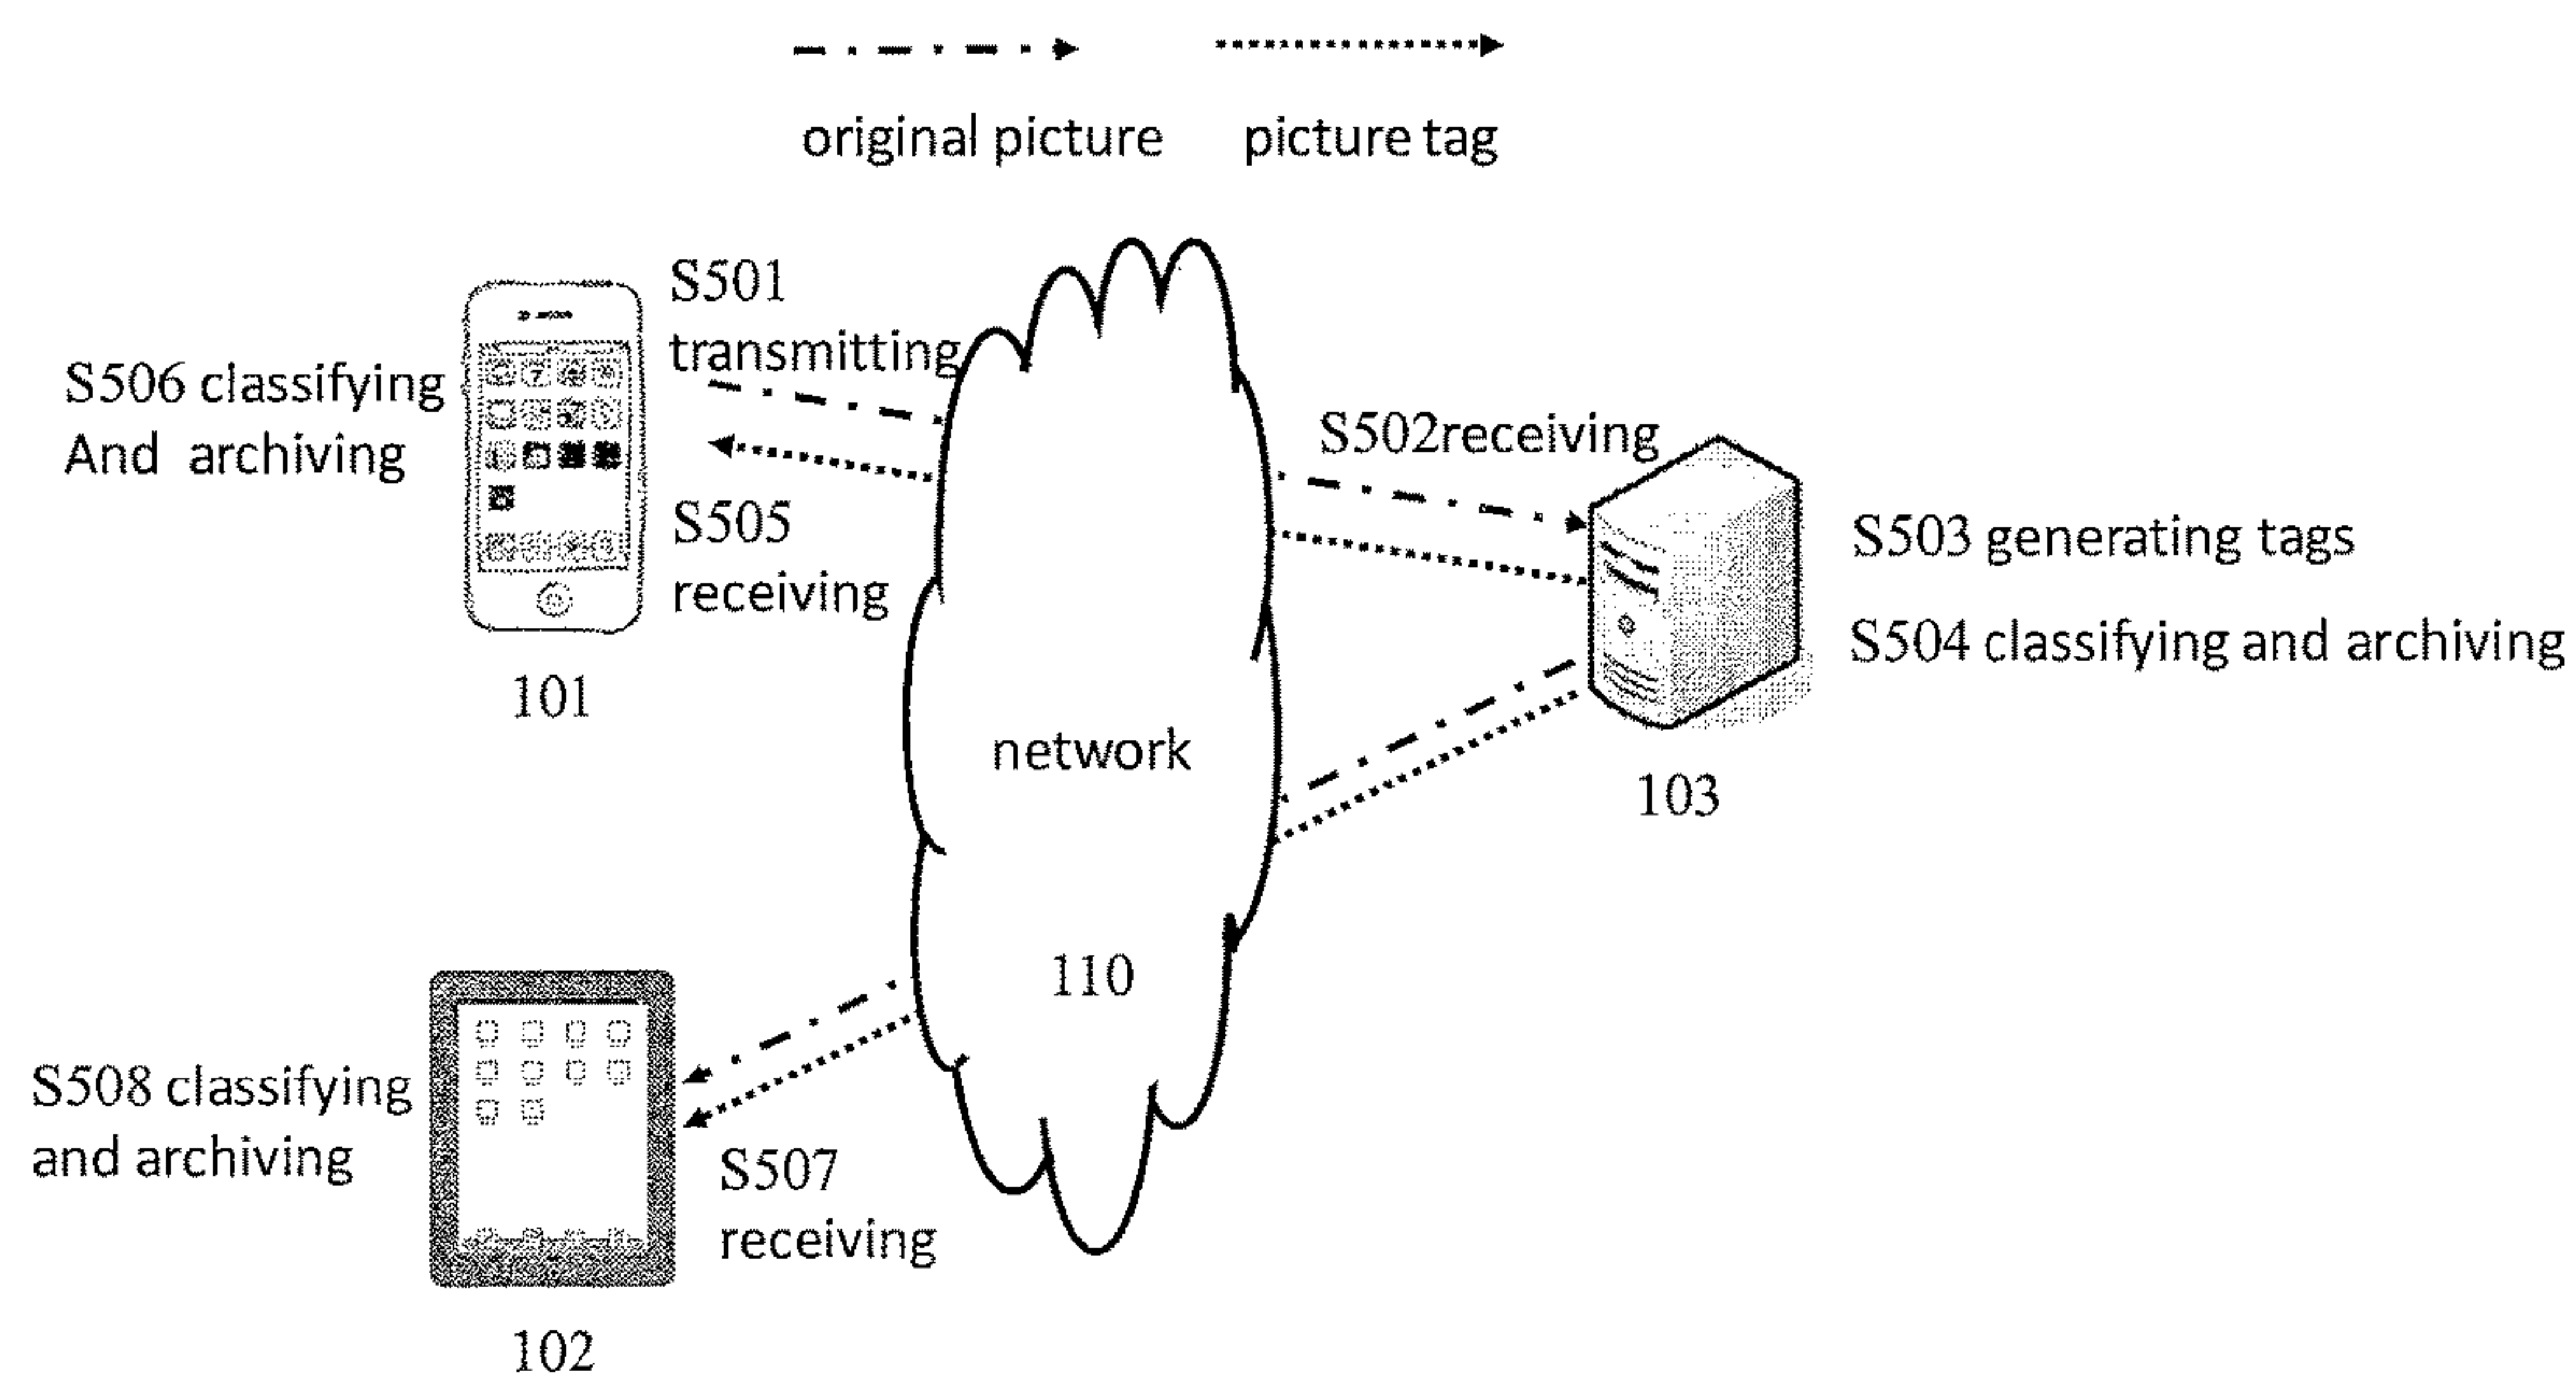 original picture
picture tag
S501
transmitting
S506 classifying
And archiving
S502receiving
S505
receiving
S503 generating tags
S504 classifying and archiving
101
network
103
110
S508 classifying
and archiving
S507
receiving
102